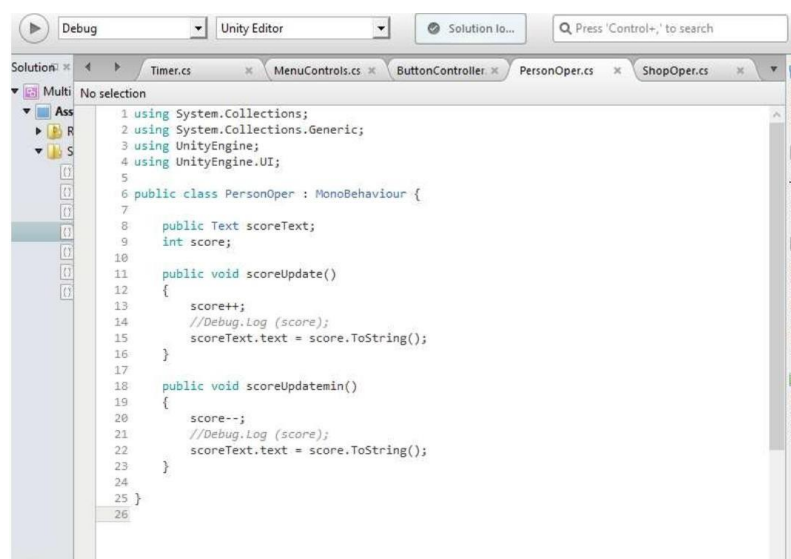 Debug Unity Editor Solution lo... Press 'Control+,' to search
Solution Timer.cs MenuControls.cs ButtonController. PersonOper.cs ShopOper.cs
Multi No selection
Ass
R
S
1 using System.Collections;
2 using System.Collections.Generic;
3 using UnityEngine;
4 using UnityEngine.UI;
5
6 public class PersonOper : MonoBehaviour {
7
8 public Text scoreText;
9 int score;
10
11 public void scoreUpdate()
12 {
13 score++;
14 //Debug.Log (score);
15 scoreText.text = score.ToString();
16 }
17
18 public void scoreUpdatemin()
19 {
20 score--;
21 //Debug.Log (score);
22 scoreText.text = score.ToString();
23 }
24
25 }
26